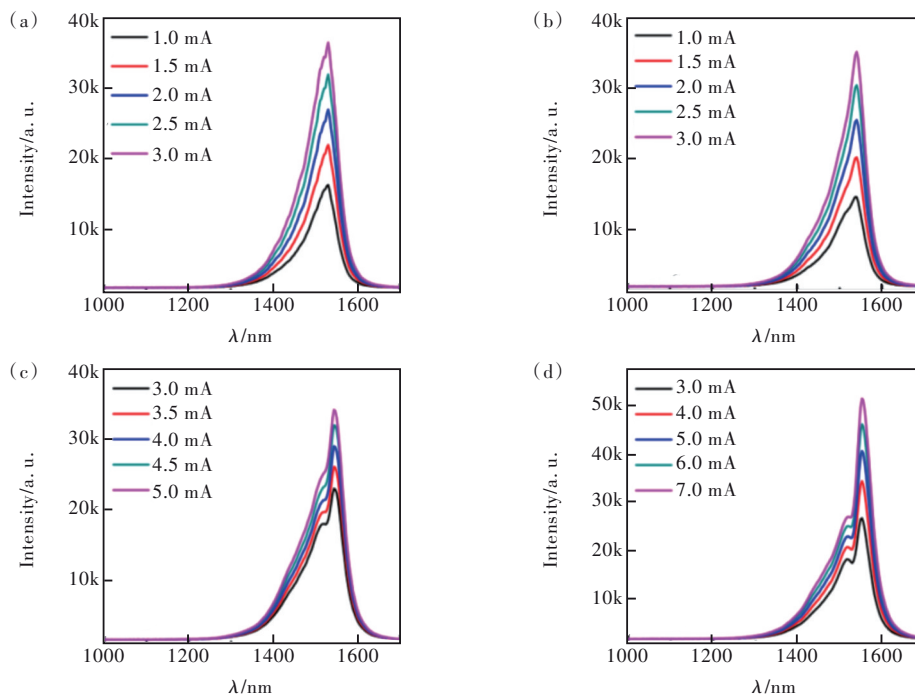 (a)
40k
30k
20k
10k
Intensity/a. u.
1.0 mA
1.5 mA
2.0 mA
2.5 mA
3.0 mA
1000 1200 1400 1600
λ/nm
(b)
40k
30k
20k
10k
Intensity/a. u.
1.0 mA
1.5 mA
2.0 mA
2.5 mA
3.0 mA
1000 1200 1400 1600
λ/nm
(c)
40k
30k
20k
10k
Intensity/a. u.
3.0 mA
3.5 mA
4.0 mA
4.5 mA
5.0 mA
1000 1200 1400 1600
λ/nm
(d)
50k
40k
30k
20k
10k
Intensity/a. u.
3.0 mA
4.0 mA
5.0 mA
6.0 mA
7.0 mA
1000 1200 1400 1600
λ/nm